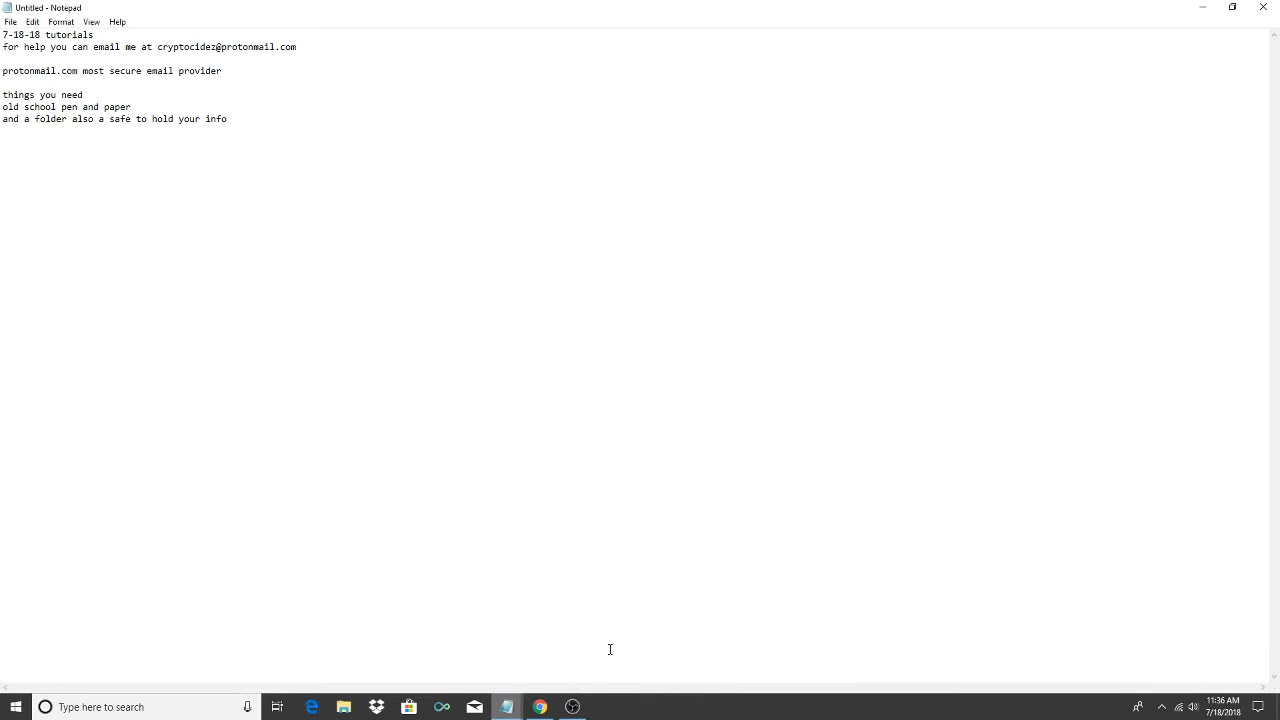 Untitled - Notepad
File Edit Format View Help
7-18-18 tutorials
for help you can email me at cryptocidez@protonmail.com
protonmail.com most secure email provider
things you need
old school pen and paper
and a folder also a safe to hold your info
Type here to search
11:36 AM
7/18/2018